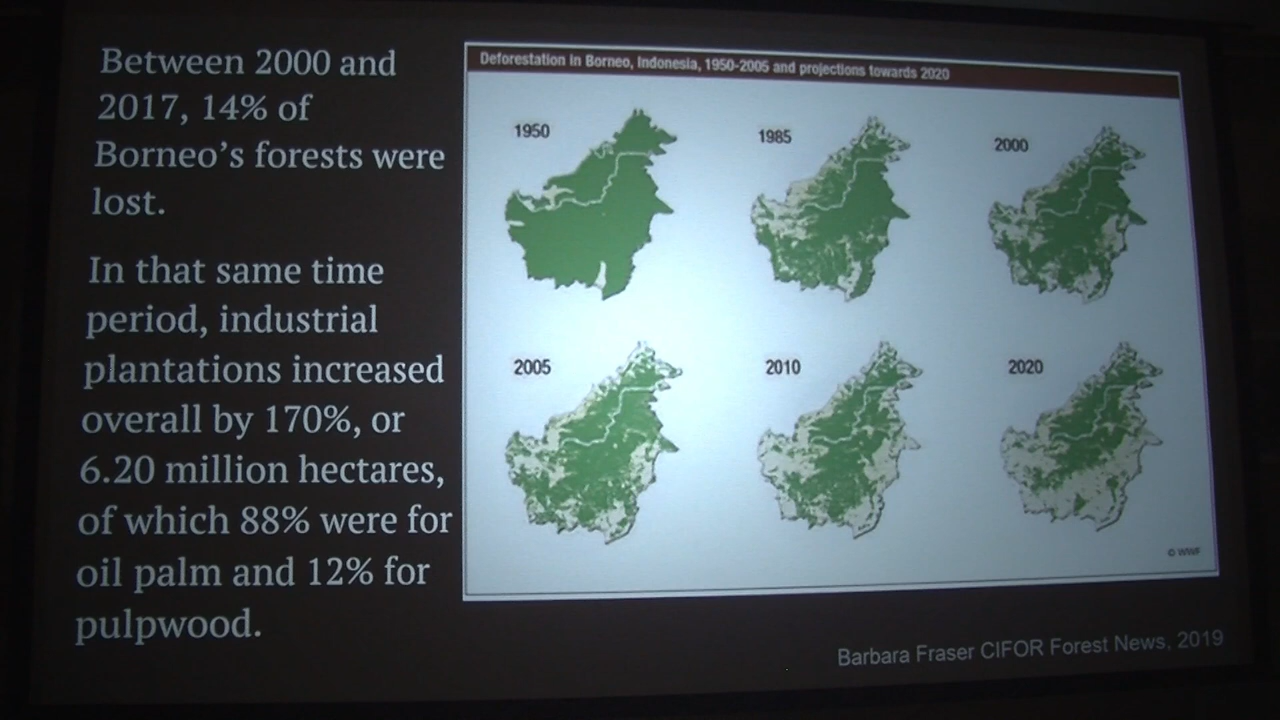 Between 2000 and
2017, 14% of
Borneo's forests were
lost.
In that same time
period, industrial
plantations increased
overall by 170%, or
6.20 million hectares,
of which 88% were for
oil palm and 12% for
pulpwood.
Deforestation in Borneo, Indonesia, 1950-2005 and projections towards 2020
1950
1985
2000
2005
2010
2020
© WWF
Barbara Fraser CIFOR Forest News, 2019